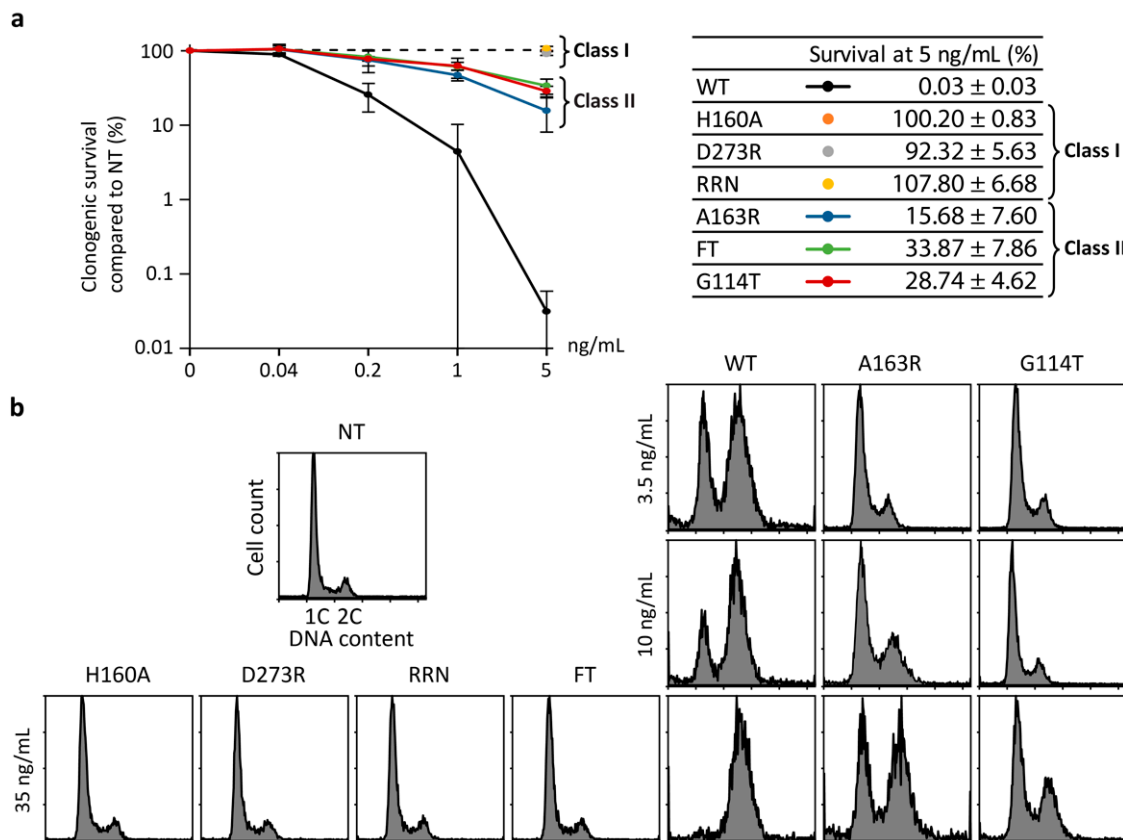 a
100
10
1
0.1
0.01
Clonogenic survival
compared to NT (%)
0
0.04
0.2
1
5
ng/mL
Class I
Class II
Survival at 5 ng/mL (%)
WT 0.03 ± 0.03
H160A 100.20 ± 0.83
D273R 92.32 ± 5.63
RRN 107.80 ± 6.68
Class I
A163R 15.68 ± 7.60
FT 33.87 ± 7.86
G114T 28.74 ± 4.62
Class II
b
NT
Cell count
1C 2C
DNA content
WT A163R G114T
3.5 ng/mL
10 ng/mL
H160A D273R RRN FT
35 ng/mL